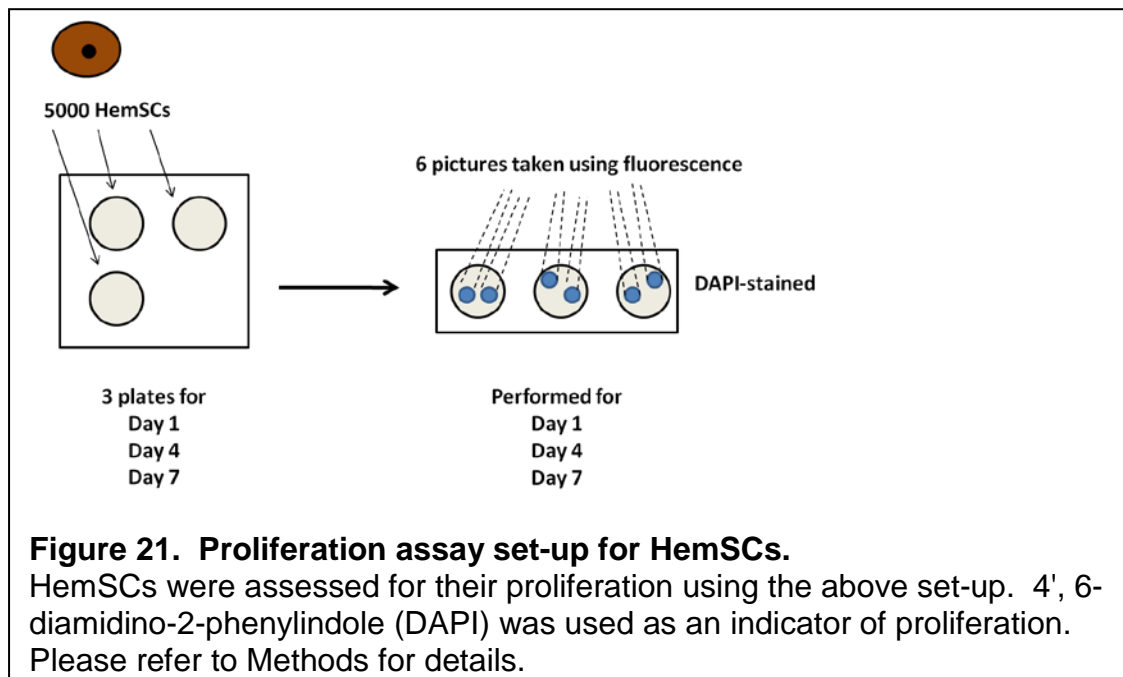 5000 HemSCs
6 pictures taken using fluorescence
DAPI-stained
3 plates for
Day 1
Day 4
Day 7
Performed for
Day 1
Day 4
Day 7
Figure 21.  Proliferation assay set-up for HemSCs.
HemSCs were assessed for their proliferation using the above set-up.  4', 6-
diamidino-2-phenylindole (DAPI) was used as an indicator of proliferation.
Please refer to Methods for details.